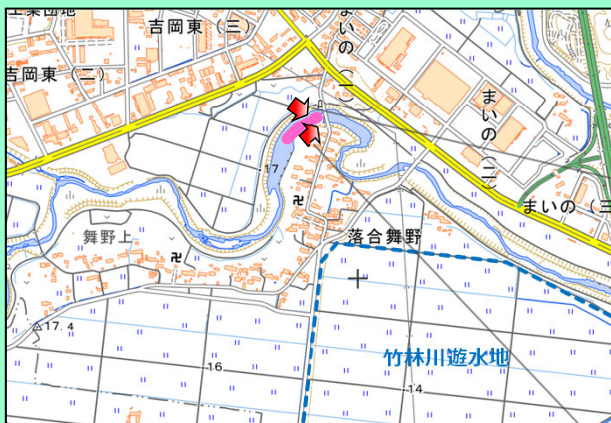 工業団地
吉岡東（三）
吉岡東（二）
まいの（一）
まいの（二）
まいの（三
17
舞野上
落合舞野
17.4
16
14
竹林川遊水地